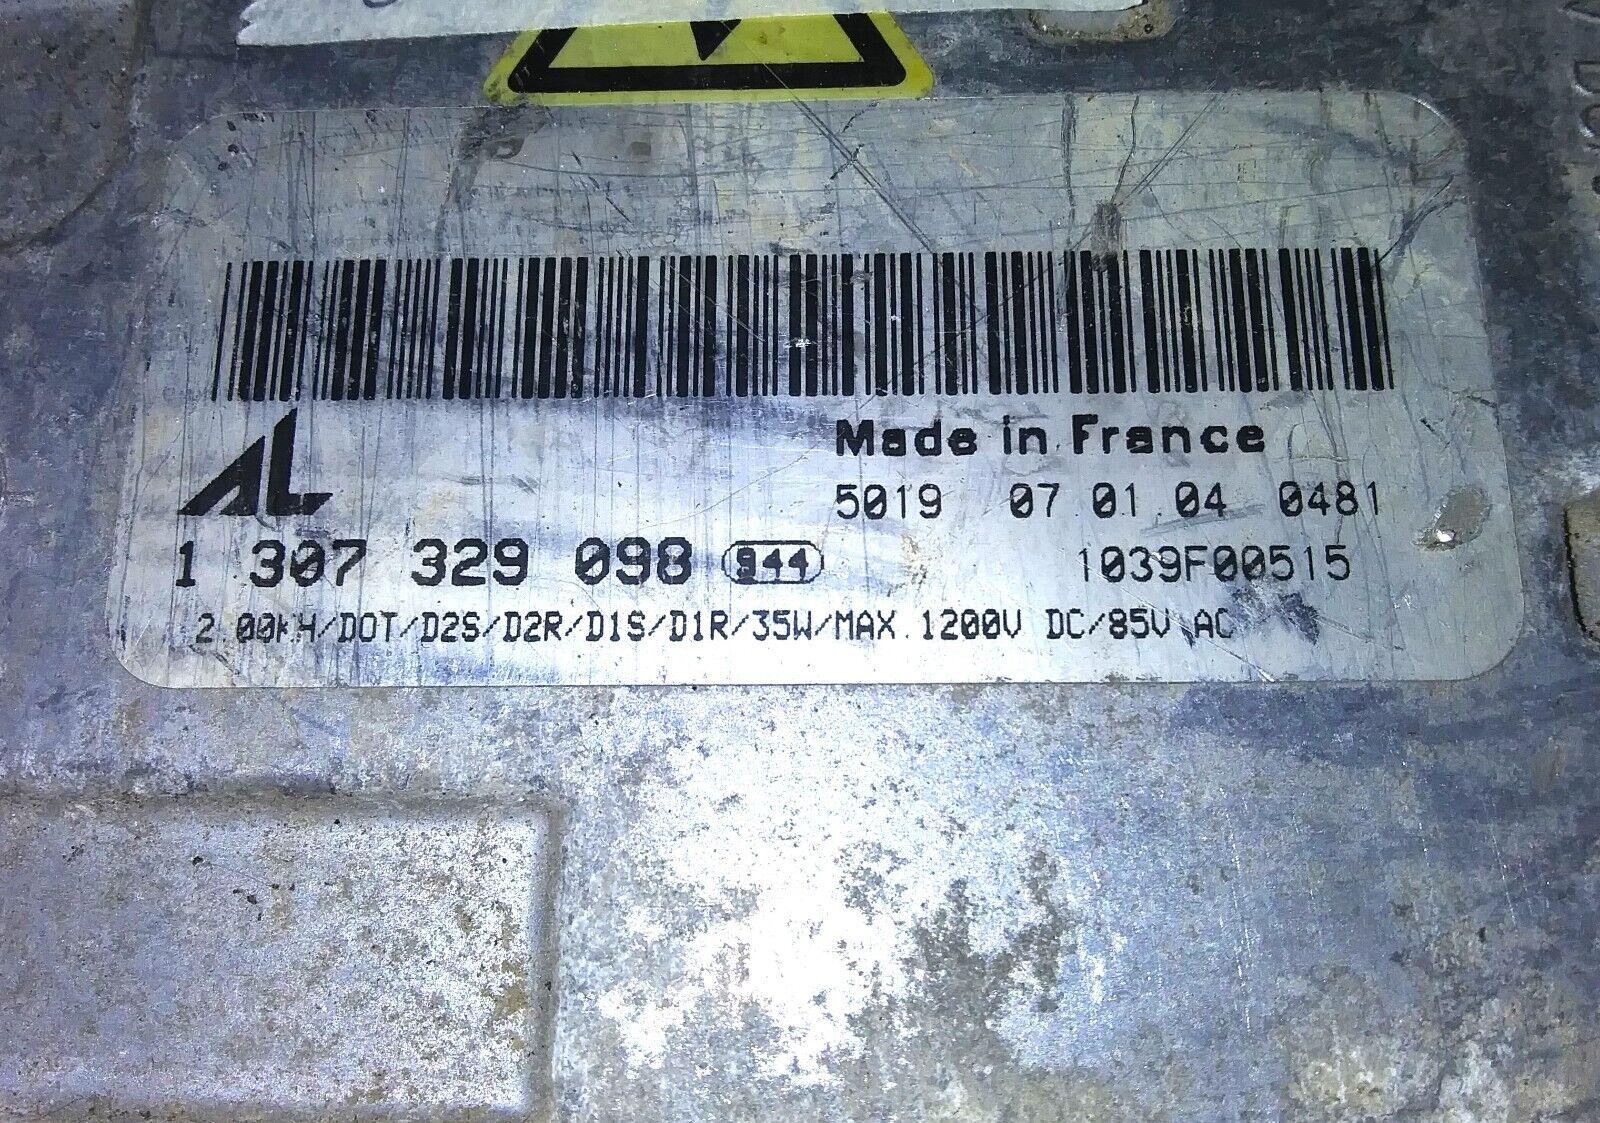 Made in France
AL
5019 07.01.04 0481
1 307 329 098 944 1039F00515
2.00KH/DOT/D2S/D2R/D1S/D1R/35W/MAX.1200V DC/85V AC